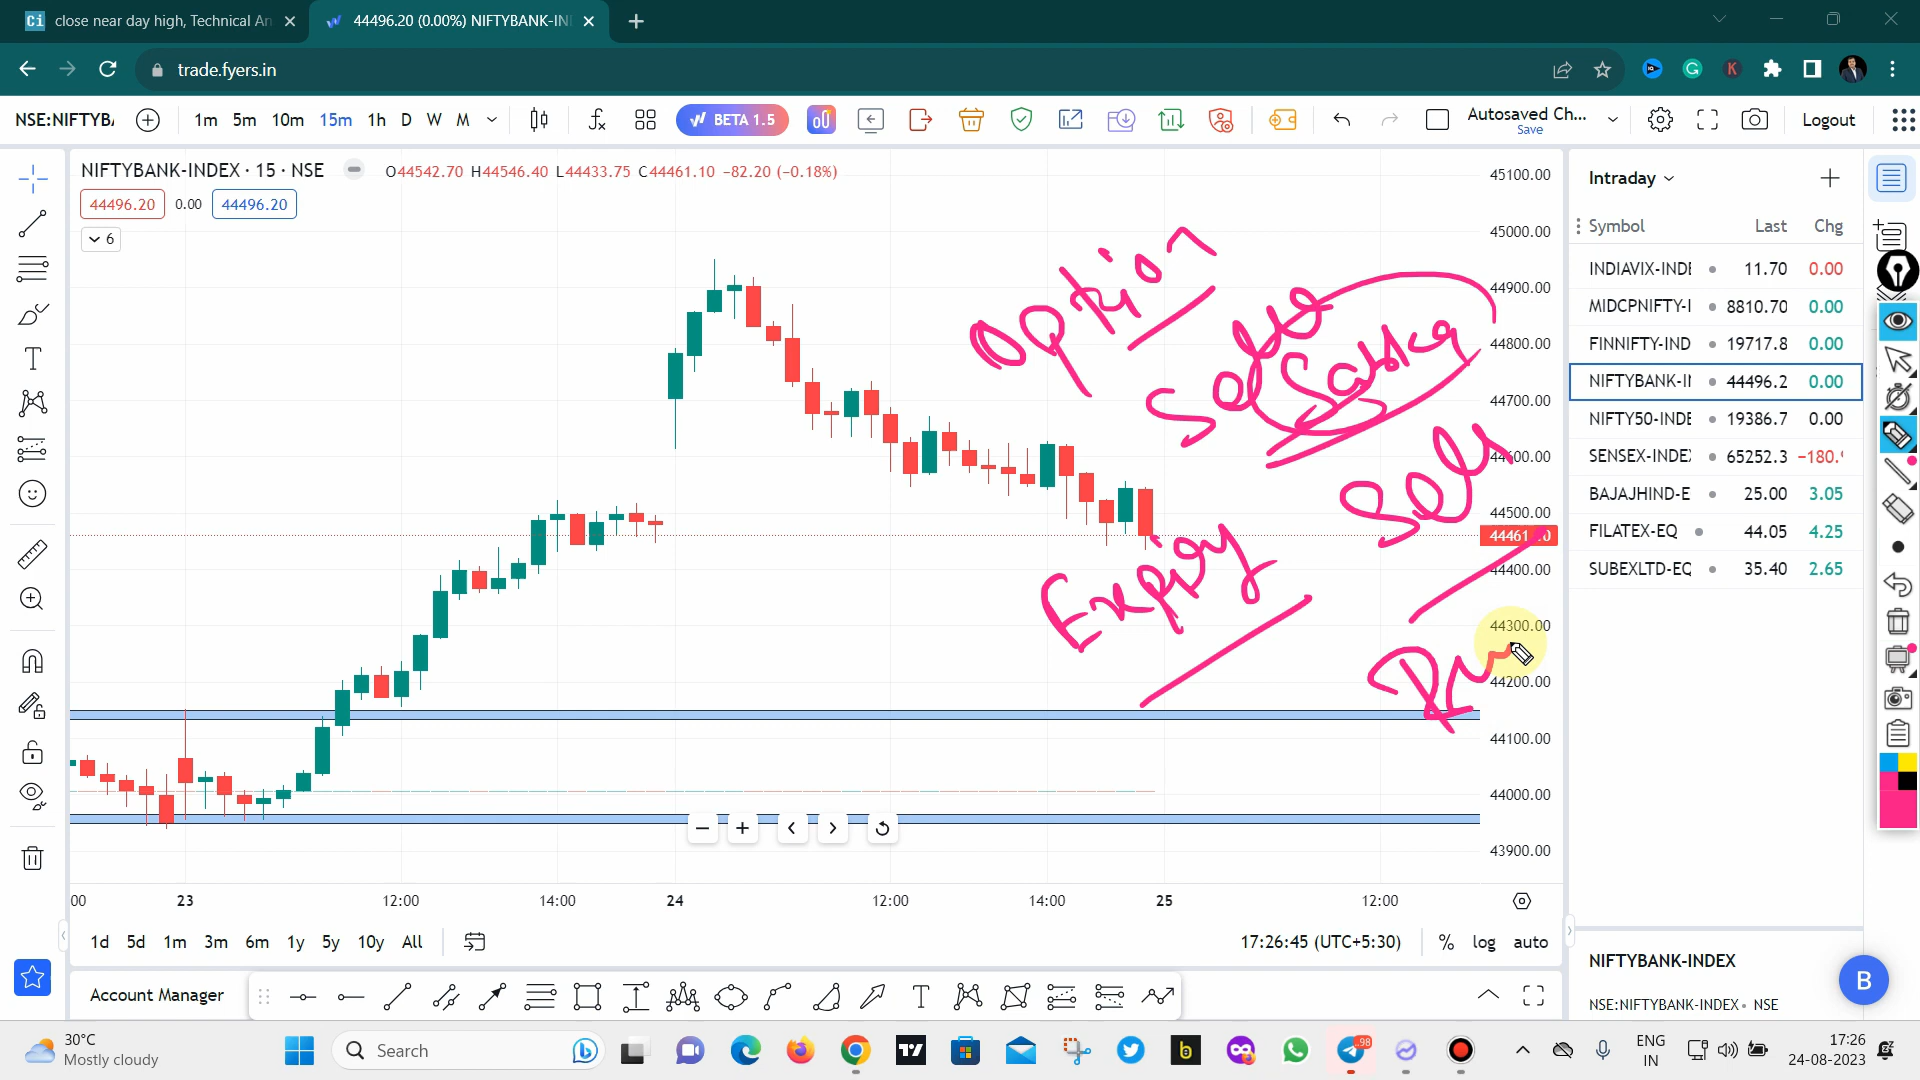 close near day high, Technical An
44496.20 (0.00%) NIFTYBANK-IN
trade.fyers.in
NSE:NIFTYB
1m 5m 10m 15m 1h D W M
BETA 1.5
Autosaved Ch...
Save
Logout
NIFTYBANK-INDEX · 15 · NSE
O44542.70 H44546.40 L44433.75 C44461.10 −82.20 (−0.18%)
44496.20 0.00 44496.20
6
45100.00
45000.00
44900.00
44800.00
44700.00
44600.00
44500.00
44461.10
44400.00
44300.00
44200.00
44100.00
44000.00
43900.00
Option
Expiry
:00 23 12:00 14:00 24 12:00 14:00 25 12:00
1d 5d 1m 3m 6m 1y 5y 10y All
17:26:45 (UTC+5:30) % log auto
Account Manager
Intraday
Symbol Last Chg
INDIAVIX-INDE 11.70 0.00
MIDCPNIFTY-I 8810.70 0.00
FINNIFTY-IND 19717.8 0.00
NIFTYBANK-II 44496.2 0.00
NIFTY50-INDE 19386.7 0.00
SENSEX-INDE 65252.3 −180.
BAJAJHIND-E 25.00 3.05
FILATEX-EQ 44.05 4.25
SUBEXLTD-EQ 35.40 2.65
NIFTYBANK-INDEX
NSE:NIFTYBANK-INDEX • NSE
B
30°C
Mostly cloudy
Search
98
ENG
IN
17:26
24-08-2023